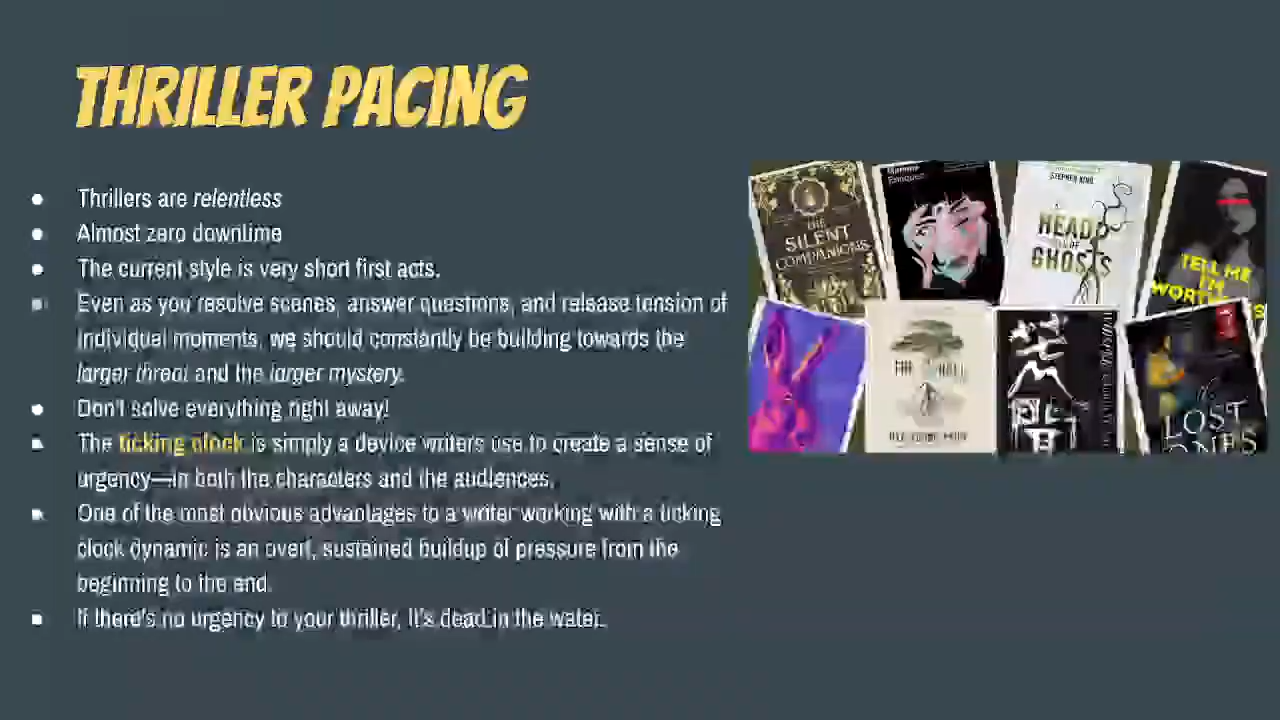 THRILLER PACING
Thrillers are relentless
Almost zero downtime
The current style is very short first acts.
Even as you resolve scenes, answer questions, and release tension of
individual moments, we should constantly be building towards the
larger threat and the larger mystery.
Don't solve everything right away!
The ticking clock is simply a device writers use to create a sense of
urgency—in both the characters and the audiences.
One of the most obvious advantages to a writer working with a ticking
clock dynamic is an overt, sustained buildup of pressure from the
beginning to the end.
If there's no urgency to your thriller, it's dead in the water.
THE
SILENT
COMPANIONS
Enriquez
STEPHEN KING
HEAD
OF
GHOSTS
TELL ME
I'M
WORTH
LOST
ONES